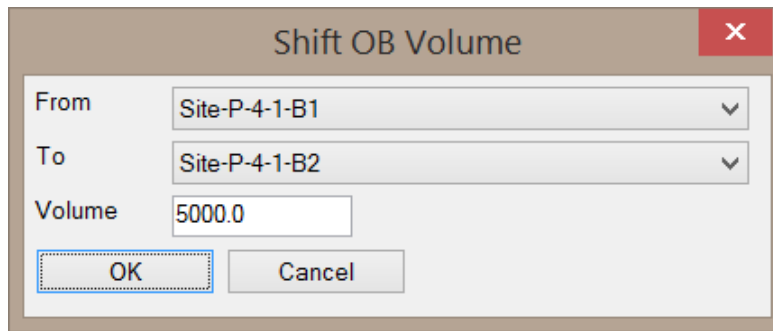 Shift OB Volume
From Site-P-4-1-B1
To Site-P-4-1-B2
Volume 5000.0
OK Cancel